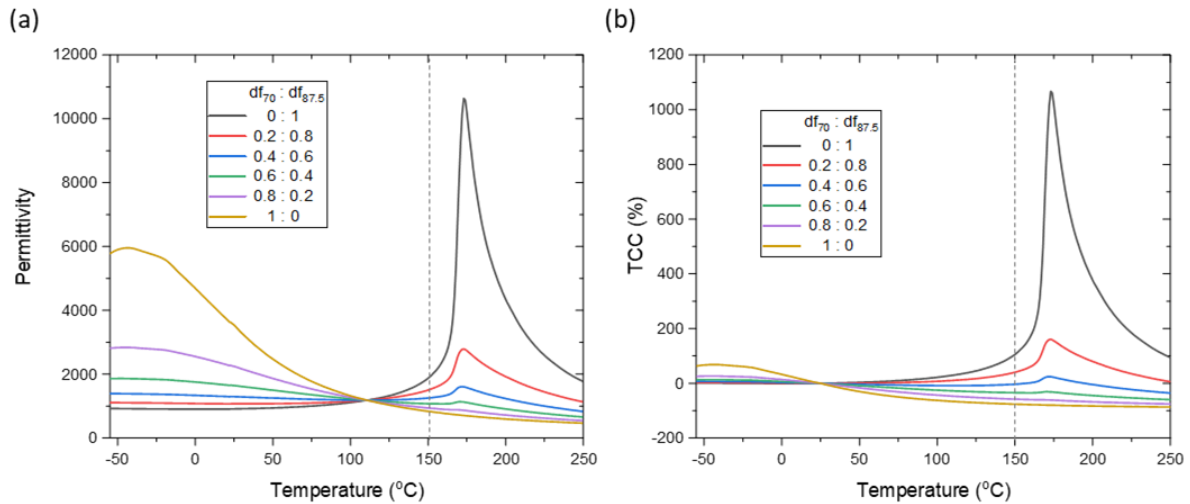 (a)
12000
10000
8000
6000
4000
2000
0
Permittivity
df70 : df87.5
0 : 1
0.2 : 0.8
0.4 : 0.6
0.6 : 0.4
0.8 : 0.2
1 : 0
-50
0
50
100
150
200
250
Temperature (°C)
(b)
1200
1000
800
600
400
200
0
-200
TCC (%)
df70 : df87.5
0 : 1
0.2 : 0.8
0.4 : 0.6
0.6 : 0.4
0.8 : 0.2
1 : 0
-50
0
50
100
150
200
250
Temperature (°C)